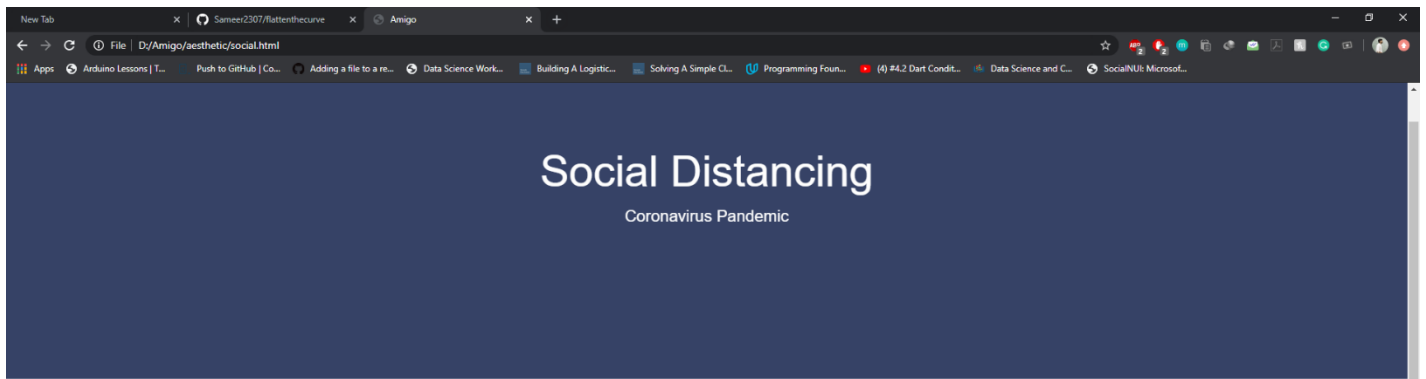 New Tab Sameer2307/flattenthecurve Amigo
File D:/Amigo/aesthetic/social.html
Apps Arduino Lessons | T... Push to GitHub | Co... Adding a file to a re... Data Science Work... Building A Logistic... Solving A Simple Cl... Programming Foun... (4) #4.2 Dart Condit... Data Science and C... SocialNUI: Microsof...
Social Distancing
Coronavirus Pandemic